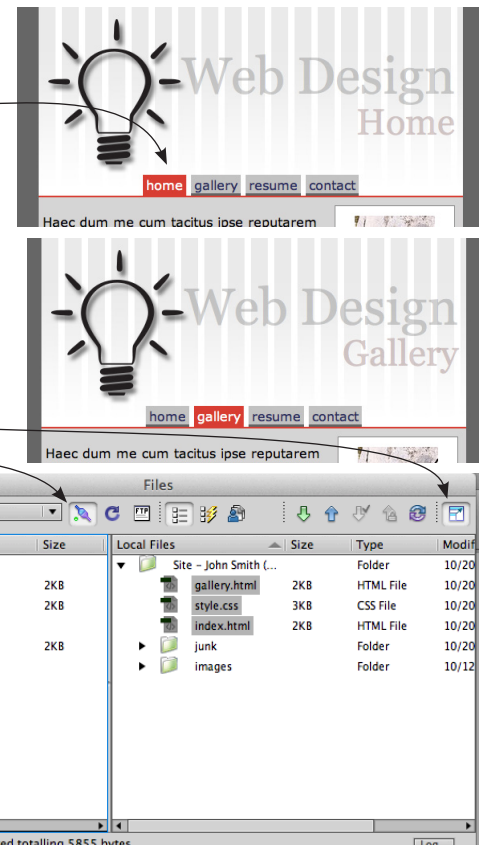 Web Design
Home
home gallery resume contact
Haec dum me cum tacitus ipse reputarem
Web Design
Gallery
home gallery resume contact
Haec dum me cum tacitus ipse reputarem
Files
FTP
Size Local Files Size Type Modif
Site – John Smith (... Folder 10/20
2KB gallery.html 2KB HTML File 10/20
2KB style.css 3KB CSS File 10/20
index.html 2KB HTML File 10/20
2KB junk Folder 10/20
images Folder 10/12
ed totalling 5855 bytes. Log...